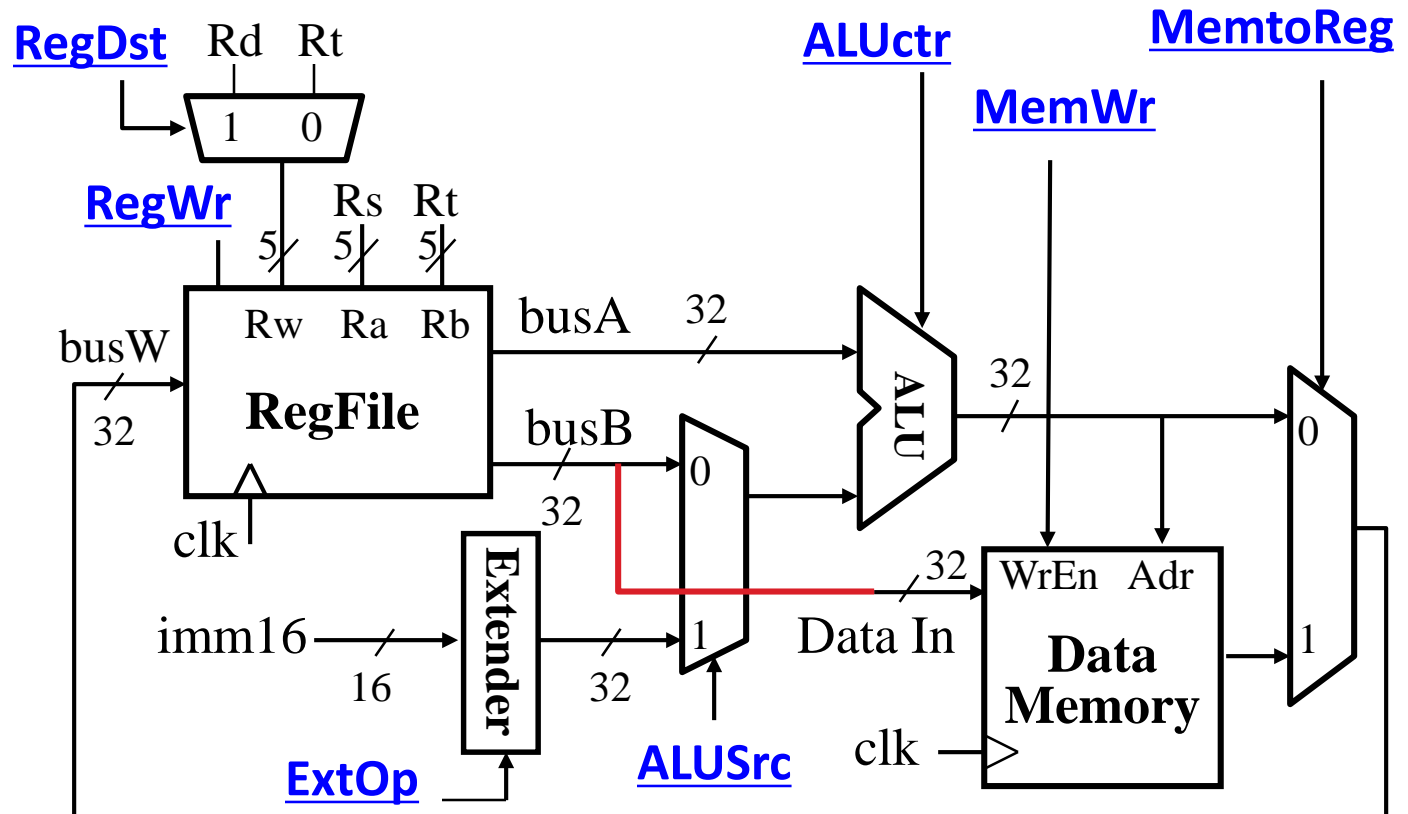 RegDst
Rd Rt
ALUctr
MemtoReg
1 0
MemWr
RegWr
Rs Rt
5 5 5
Rw Ra Rb
busW
32
RegFile
clk
busA
32
busB
32
0
1
ALU
32
0
1
imm16
16
Extender
32
ExtOp
ALUSrc
32
Data In
WrEn Adr
Data
Memory
clk